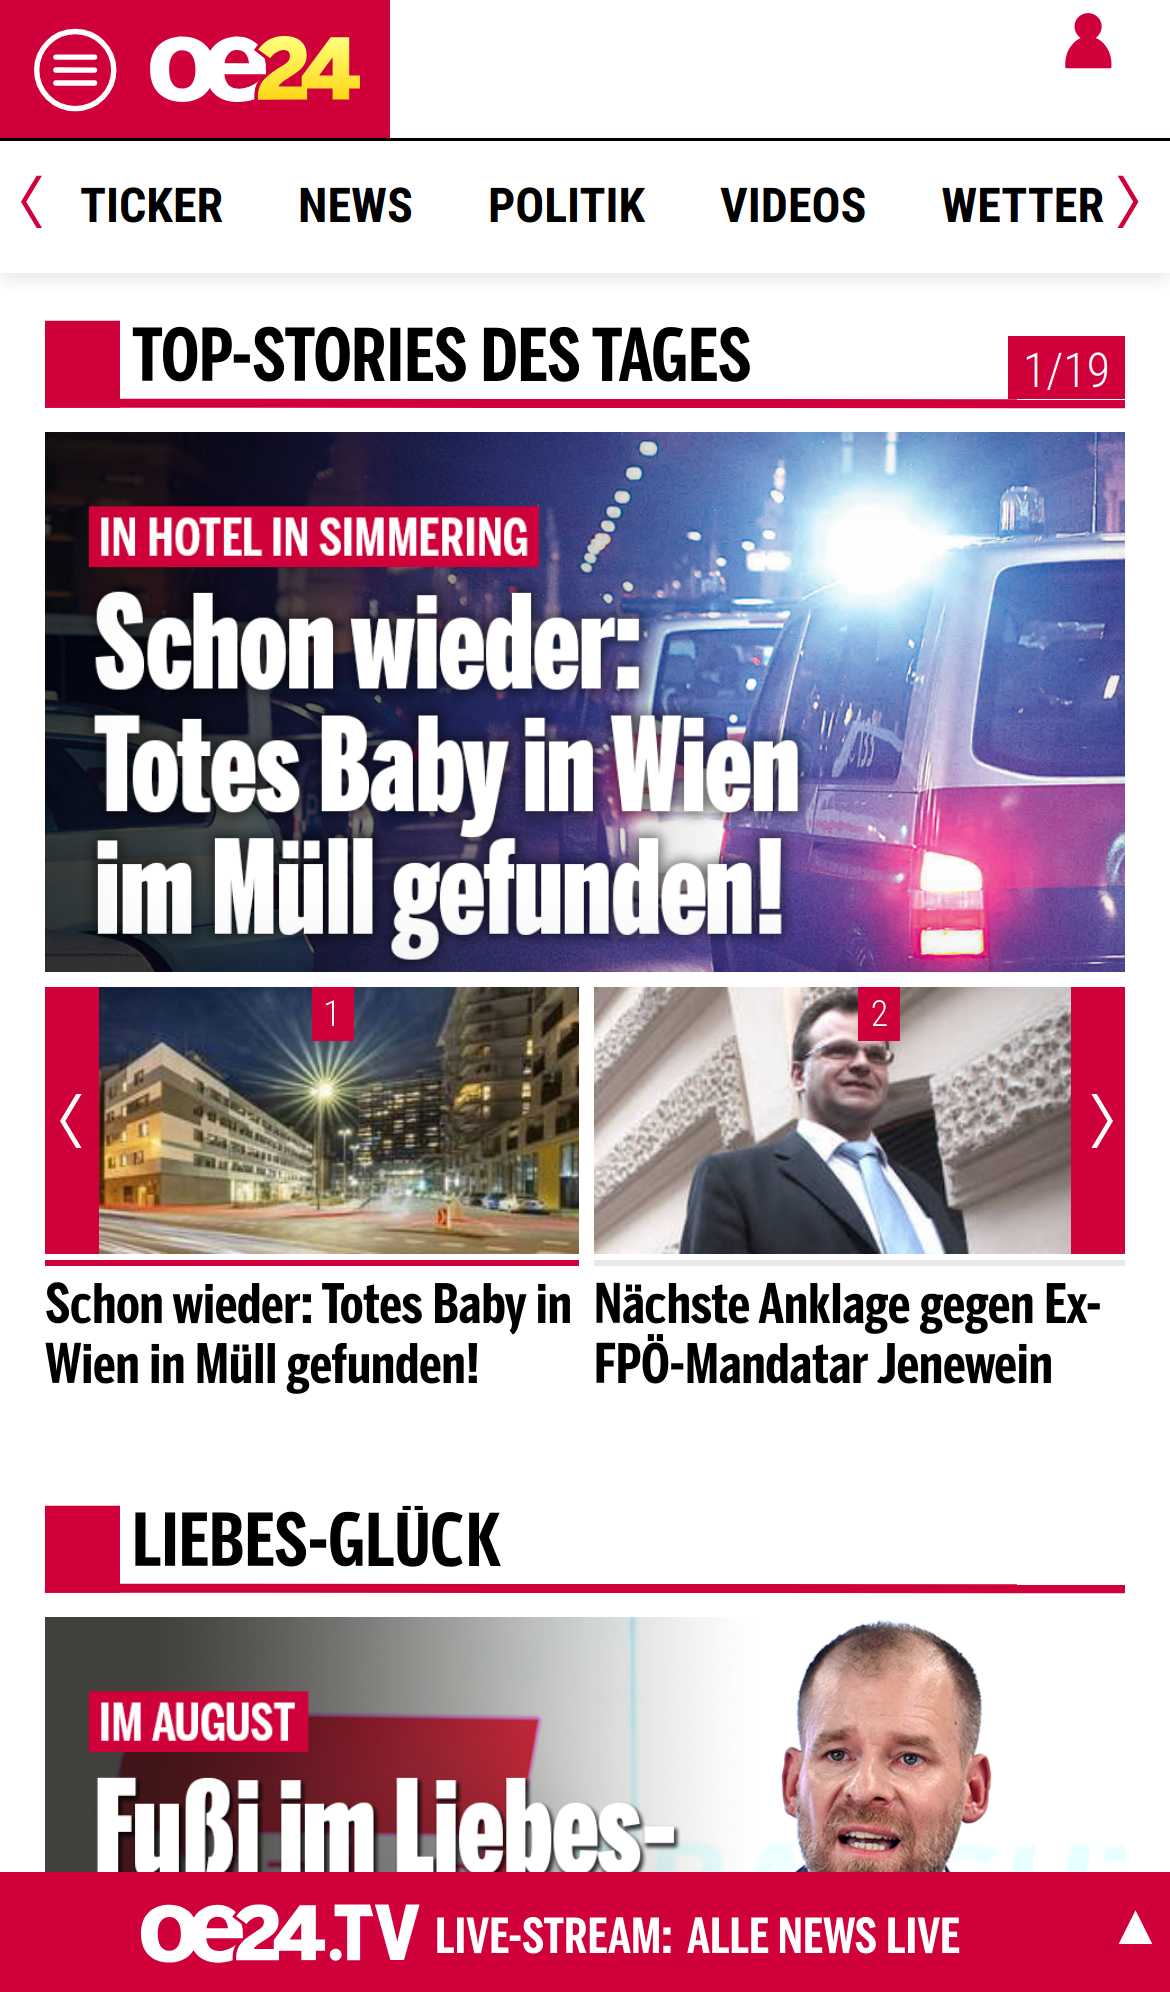 oe24
TICKER NEWS POLITIK VIDEOS WETTER
TOP-STORIES DES TAGES
1/19
IN HOTEL IN SIMMERING
Schon wieder:
Totes Baby in Wien
im Müll gefunden!
1
Schon wieder: Totes Baby in
Wien in Müll gefunden!
2
Nächste Anklage gegen Ex-
FPÖ-Mandatar Jenewein
LIEBES-GLÜCK
IM AUGUST
Fußi im Liebes-
oe24.TV LIVE-STREAM: ALLE NEWS LIVE